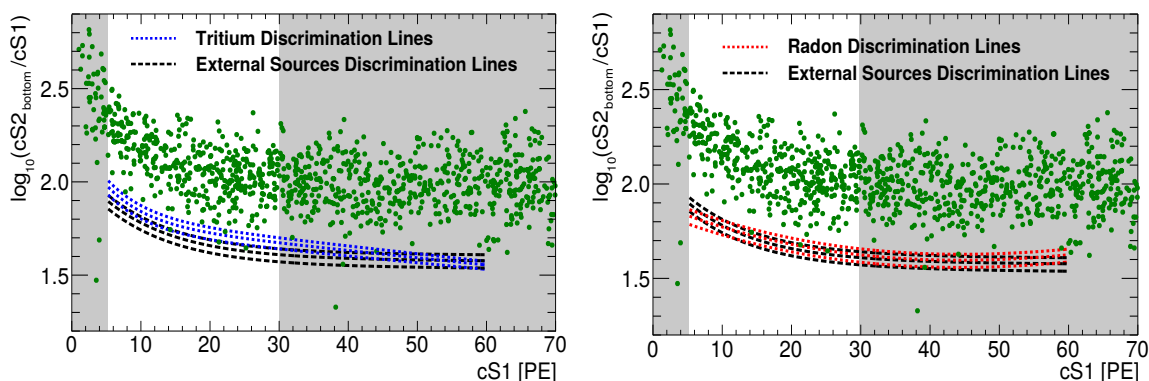 log10(cS2bottom/cS1)
2.5
2.0
1.5
Tritium Discrimination Lines
External Sources Discrimination Lines
0 10 20 30 40 50 60 70
cS1 [PE]
log10(cS2bottom/cS1)
2.5
2.0
1.5
Radon Discrimination Lines
External Sources Discrimination Lines
0 10 20 30 40 50 60 70
cS1 [PE]